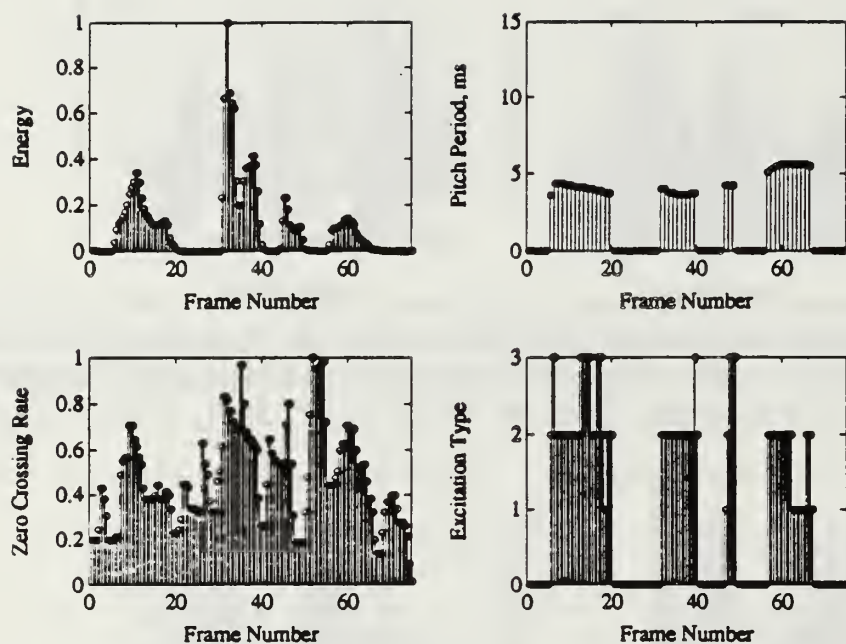 1
0.8
0.6
0.4
0.2
0
0 20 40 60
Energy
Frame Number
15
10
5
0
0 20 40 60
Pitch Period, ms
Frame Number
1
0.8
0.6
0.4
0.2
0
0 20 40 60
Zero Crossing Rate
Frame Number
3
2
1
0
0 20 40 60
Excitation Type
Frame Number